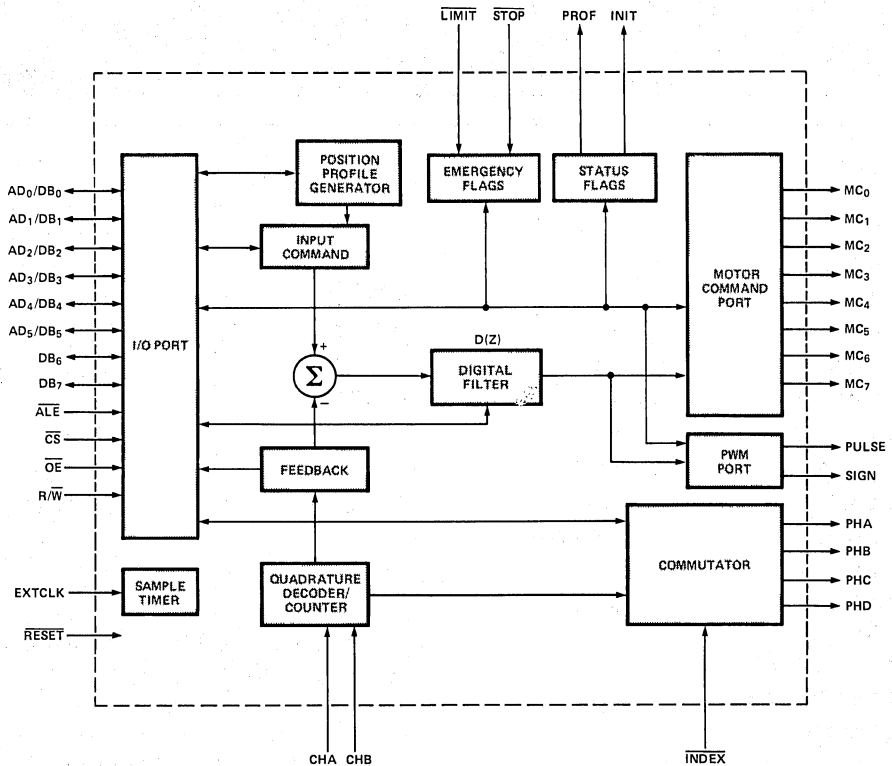 LIMIT STOP PROF INIT
POSITION
PROFILE
GENERATOR
EMERGENCY
FLAGS
STATUS
FLAGS
AD0/DB0
AD1/DB1
AD2/DB2
AD3/DB3
AD4/DB4
AD5/DB5
DB6
DB7
ALE
CS
OE
R/W
I/O PORT
INPUT
COMMAND
MOTOR
COMMAND
PORT
MC0
MC1
MC2
MC3
MC4
MC5
MC6
MC7
+
Σ
−
D(Z)
DIGITAL
FILTER
FEEDBACK
PWM
PORT
PULSE
SIGN
EXTCLK
RESET
SAMPLE
TIMER
QUADRATURE
DECODER/
COUNTER
COMMUTATOR
PHA
PHB
PHC
PHD
CHA CHB
INDEX